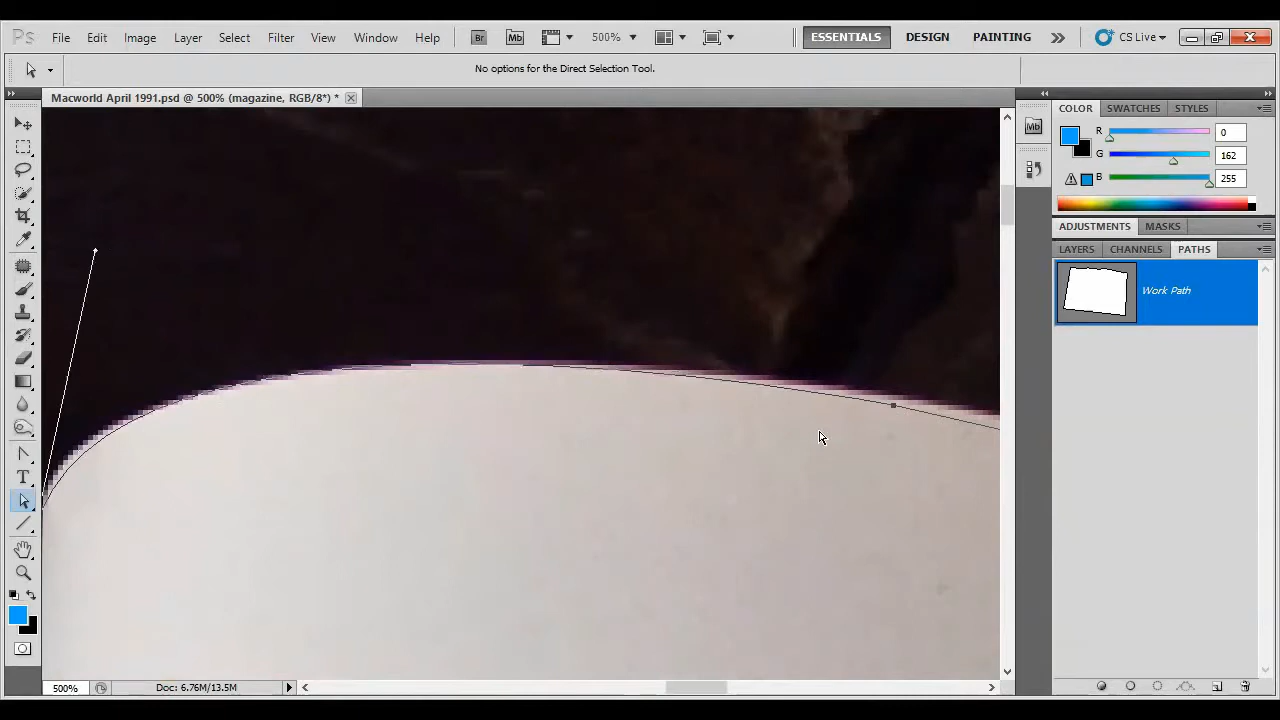 Ps File Edit Image Layer Select Filter View Window Help Br Mb 500% ESSENTIALS DESIGN PAINTING CS Live
No options for the Direct Selection Tool.
Macworld April 1991.psd @ 500% (magazine, RGB/8*) *
COLOR SWATCHES STYLES
Mb
R 0
G 162
B 255
ADJUSTMENTS MASKS
LAYERS CHANNELS PATHS
Work Path
T
500% Doc: 6.76M/13.5M